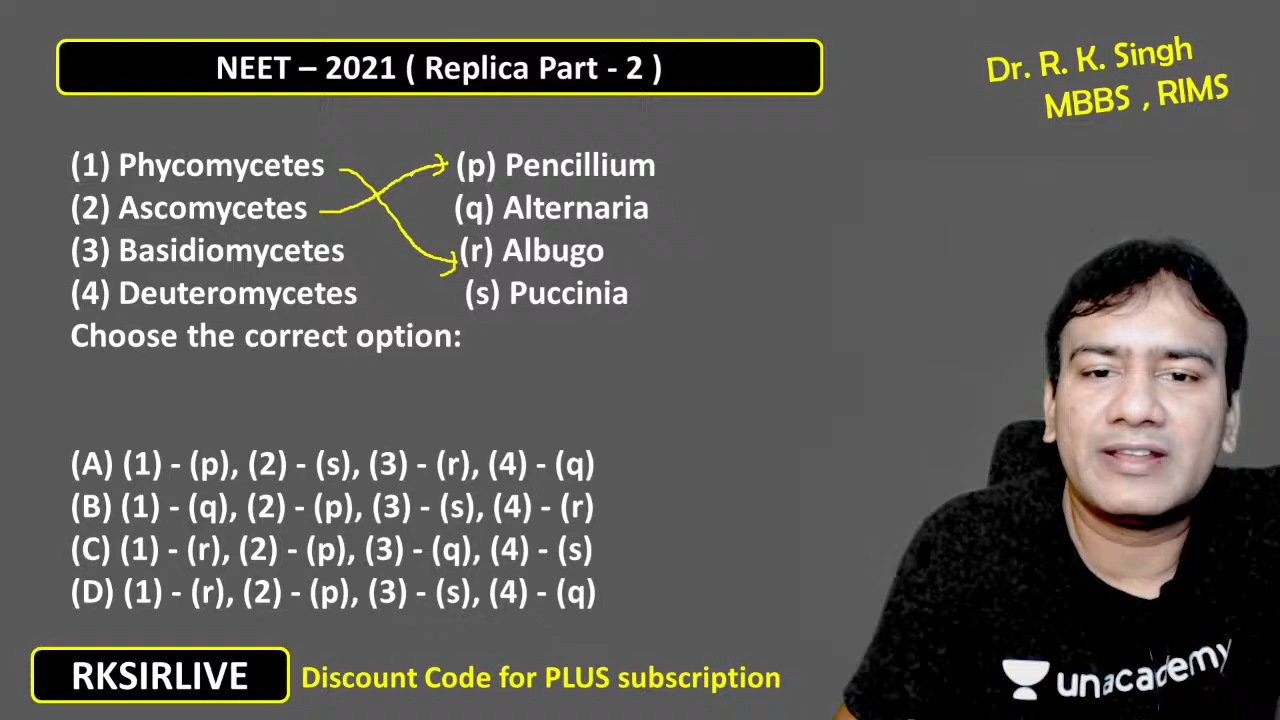 NEET – 2021 ( Replica Part - 2 )
Dr. R. K. Singh
MBBS , RIMS
(1) Phycomycetes (p) Pencillium
(2) Ascomycetes (q) Alternaria
(3) Basidiomycetes (r) Albugo
(4) Deuteromycetes (s) Puccinia
Choose the correct option:
(A) (1) - (p), (2) - (s), (3) - (r), (4) - (q)
(B) (1) - (q), (2) - (p), (3) - (s), (4) - (r)
(C) (1) - (r), (2) - (p), (3) - (q), (4) - (s)
(D) (1) - (r), (2) - (p), (3) - (s), (4) - (q)
RKSIRLIVE Discount Code for PLUS subscription
unacademy